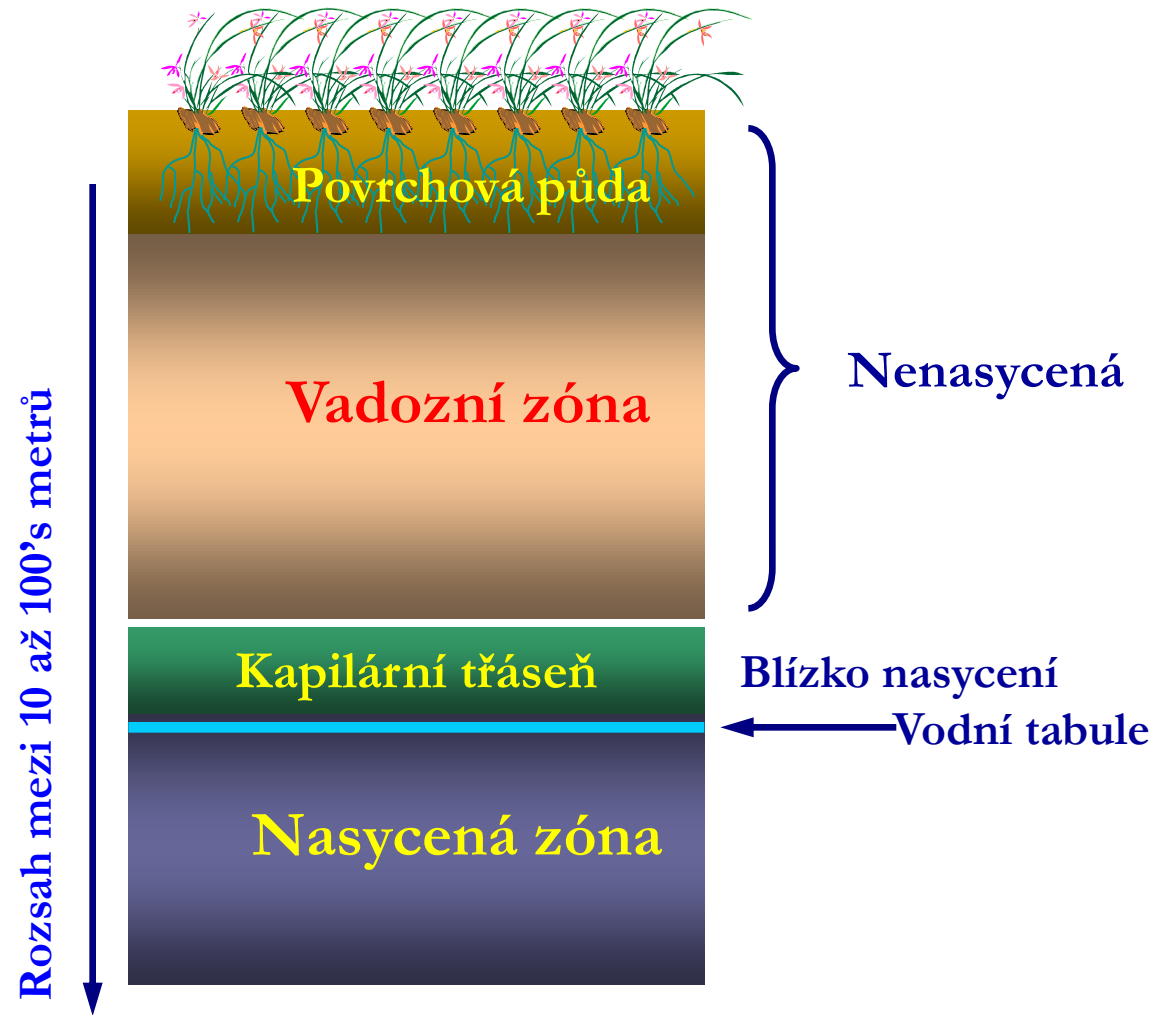 Povrchová půda
Vadozní zóna
Nenasycená
Kapilární třáseň
Blízko nasycení
Vodní tabule
Nasycená zóna
Rozsah mezi 10 až 100’s metrů